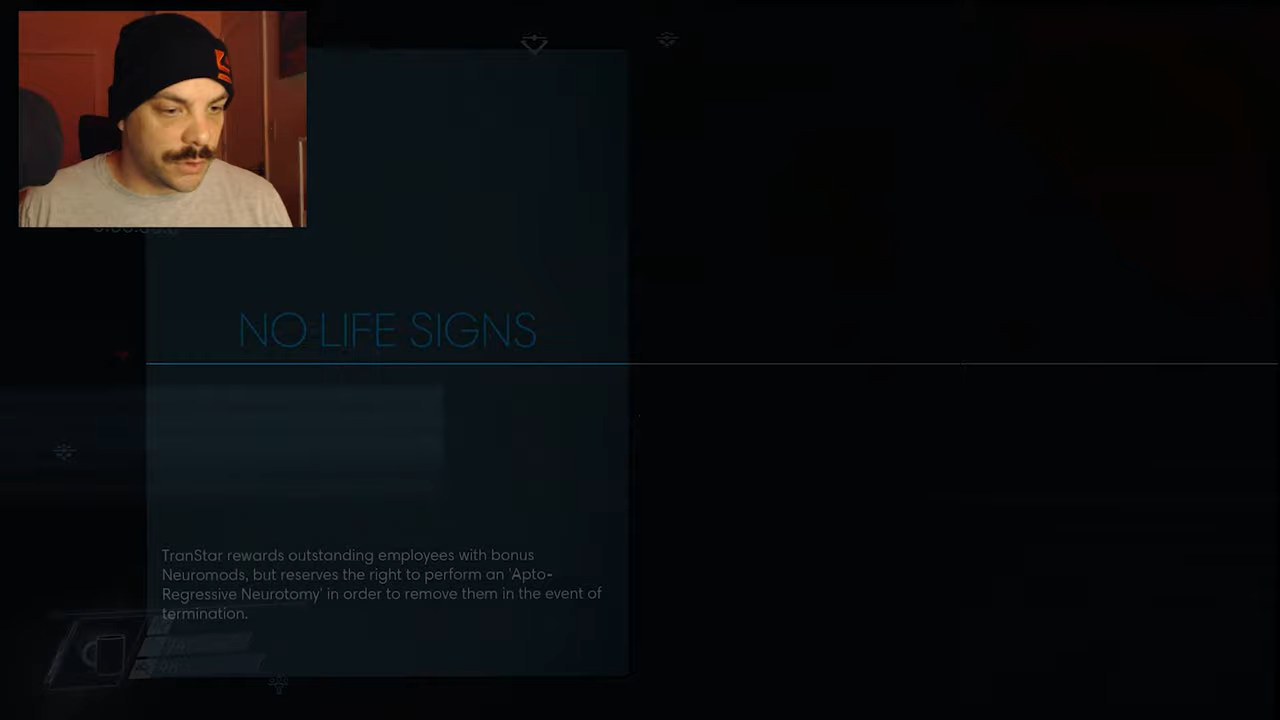 NO LIFE SIGNS
TranStar rewards outstanding employees with bonus
Neuromods, but reserves the right to perform an 'Apto-
Regressive Neurotomy' in order to remove them in the event of
termination.